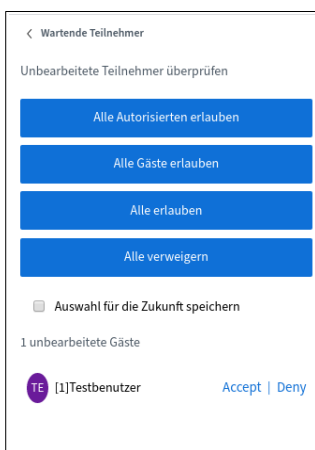 Wartende Teilnehmer
Unbearbeitete Teilnehmer überprüfen
Alle Autorisierten erlauben
Alle Gäste erlauben
Alle erlauben
Alle verweigern
Auswahl für die Zukunft speichern
1 unbearbeitete Gäste
TE [1]Testbenutzer Accept | Deny